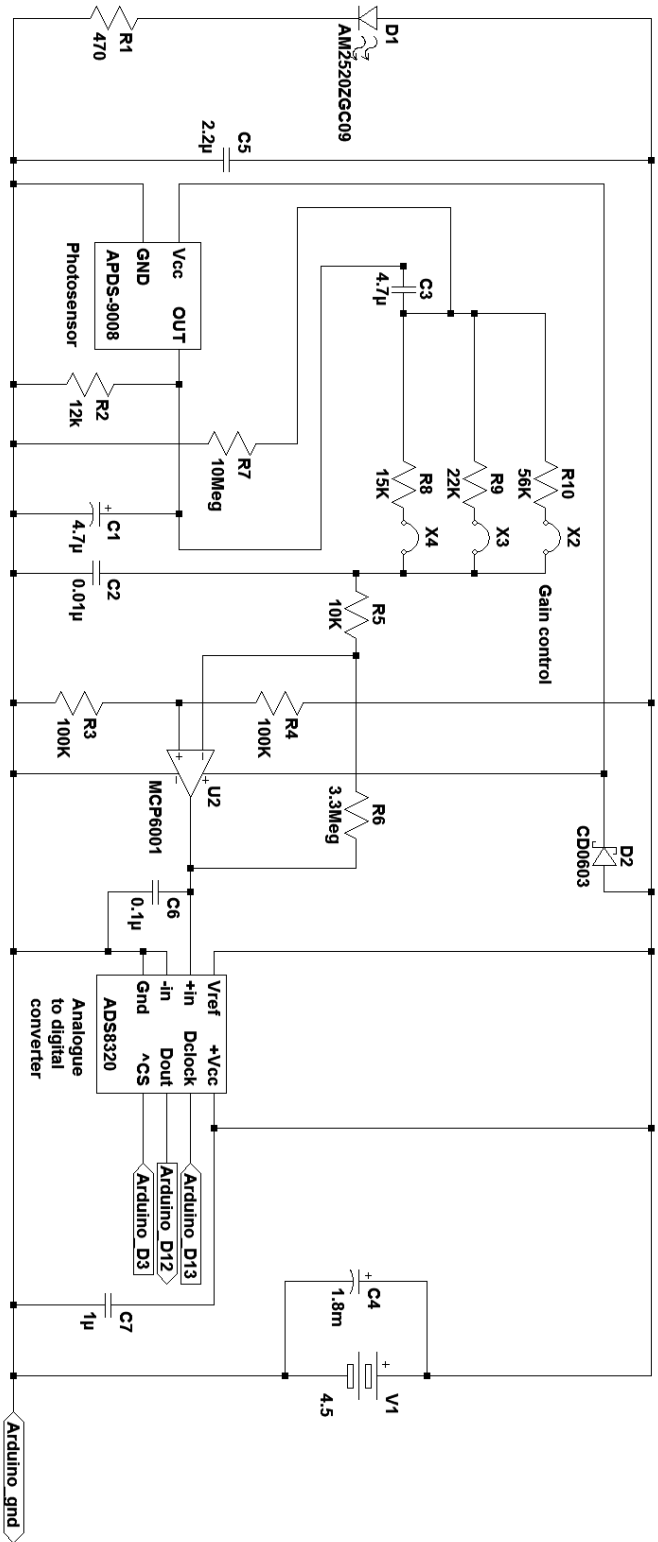 D1
AM2520ZGC09
R1
470
C5
2.2µ
Vcc
GND
OUT
APDS-9008
Photosensor
C3
4.7µ
R2
12k
R7
10Meg
R10
56K
X2
R9
22K
X3
R8
15K
X4
Gain control
+
C1
4.7µ
C2
0.01µ
R5
10K
R4
100K
R3
100K
−
+
+
−
U2
MCP6001
R6
3.3Meg
D2
CD0603
C6
0.1µ
Vref
+Vcc
+in
Dclock
-in
Dout
Gnd
^CS
ADS8320
Analogue
to digital
converter
Arduino_D13
Arduino_D12
Arduino_D3
C7
1µ
+
C4
1.8m
+
V1
4.5
Arduino_gnd